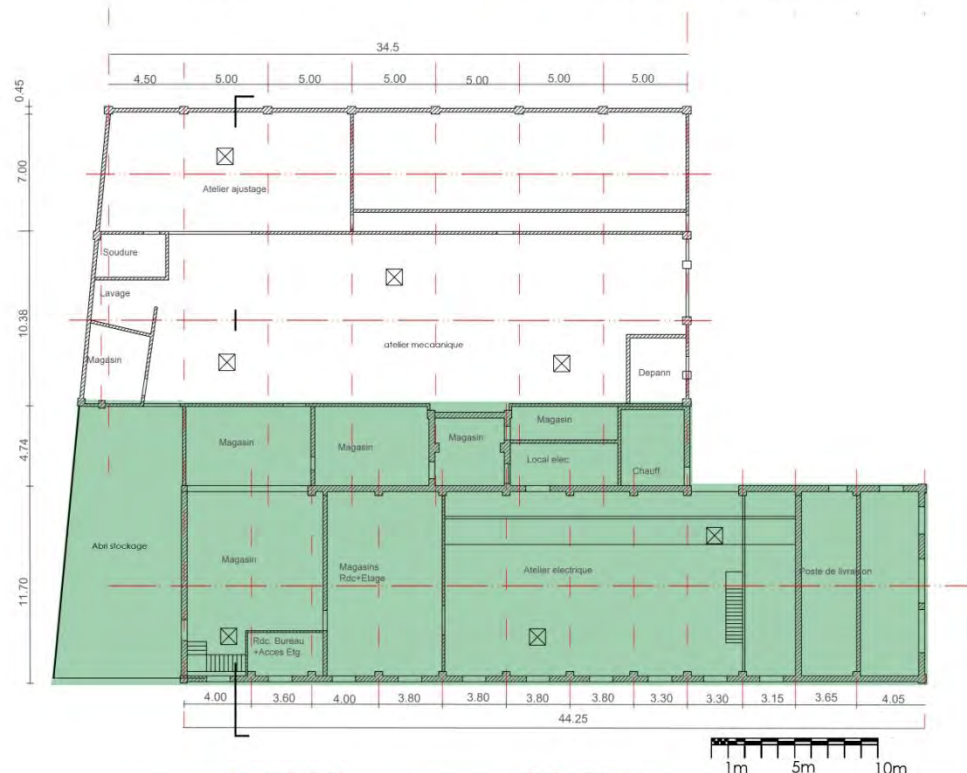 34.5
4.50 5.00 5.00 5.00 5.00 5.00 5.00
0.45
7.00
10.38
4.74
11.70
Atelier ajustage
Soudure
Lavage
Magasin
atelier mecaanique
Depann
Magasin
Magasin
Magasin
Magasin
Local elec
Chauff
Abri stockage
Magasin
Magasins
Rdc+Etage
Atelier electrique
Poste de livraison
Rdc. Bureau
+Acces Etg.
4.00 3.60 4.00 3.80 3.80 3.80 3.80 3.30 3.30 3.15 3.65 4.05
44.25
1m 5m 10m